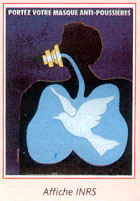 PORTEZ VOTRE MASQUE ANTI-POUSSIÈRES
Affiche INRS